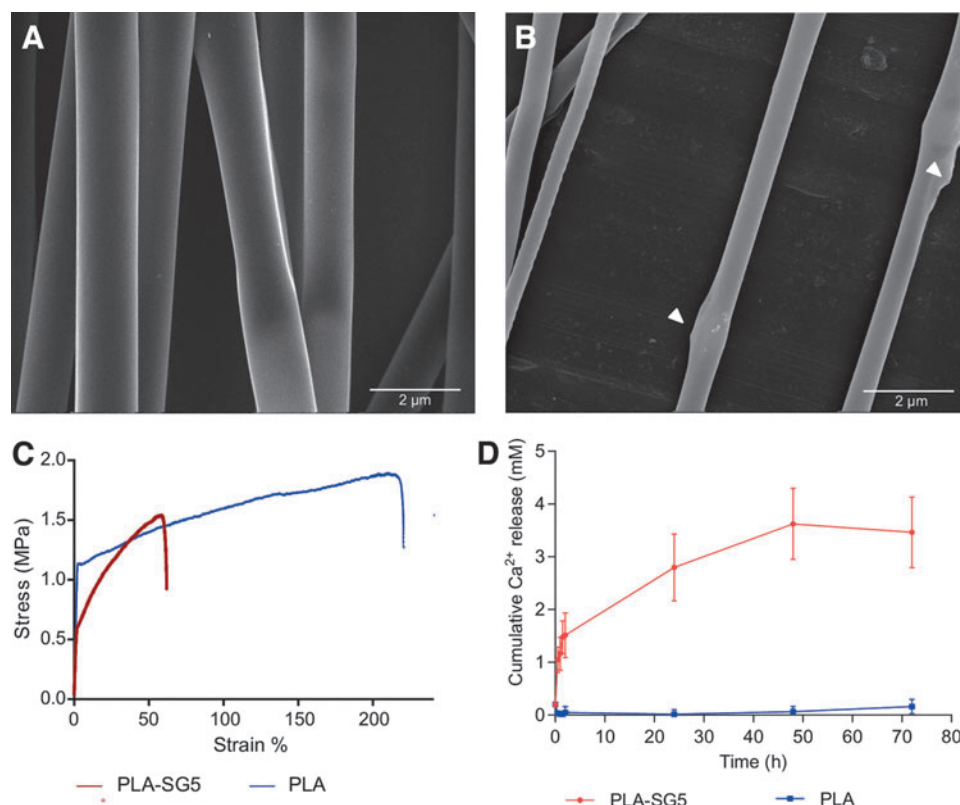 A
2 μm
B
2 μm
C
2.0
1.5
1.0
0.5
0.0
Stress (MPa)
0 50 100 150 200
Strain %
PLA-SG5 PLA
D
5
4
3
2
1
0
Cumulative Ca²⁺ release (mM)
0 10 20 30 40 50 60 70 80
Time (h)
PLA-SG5 PLA